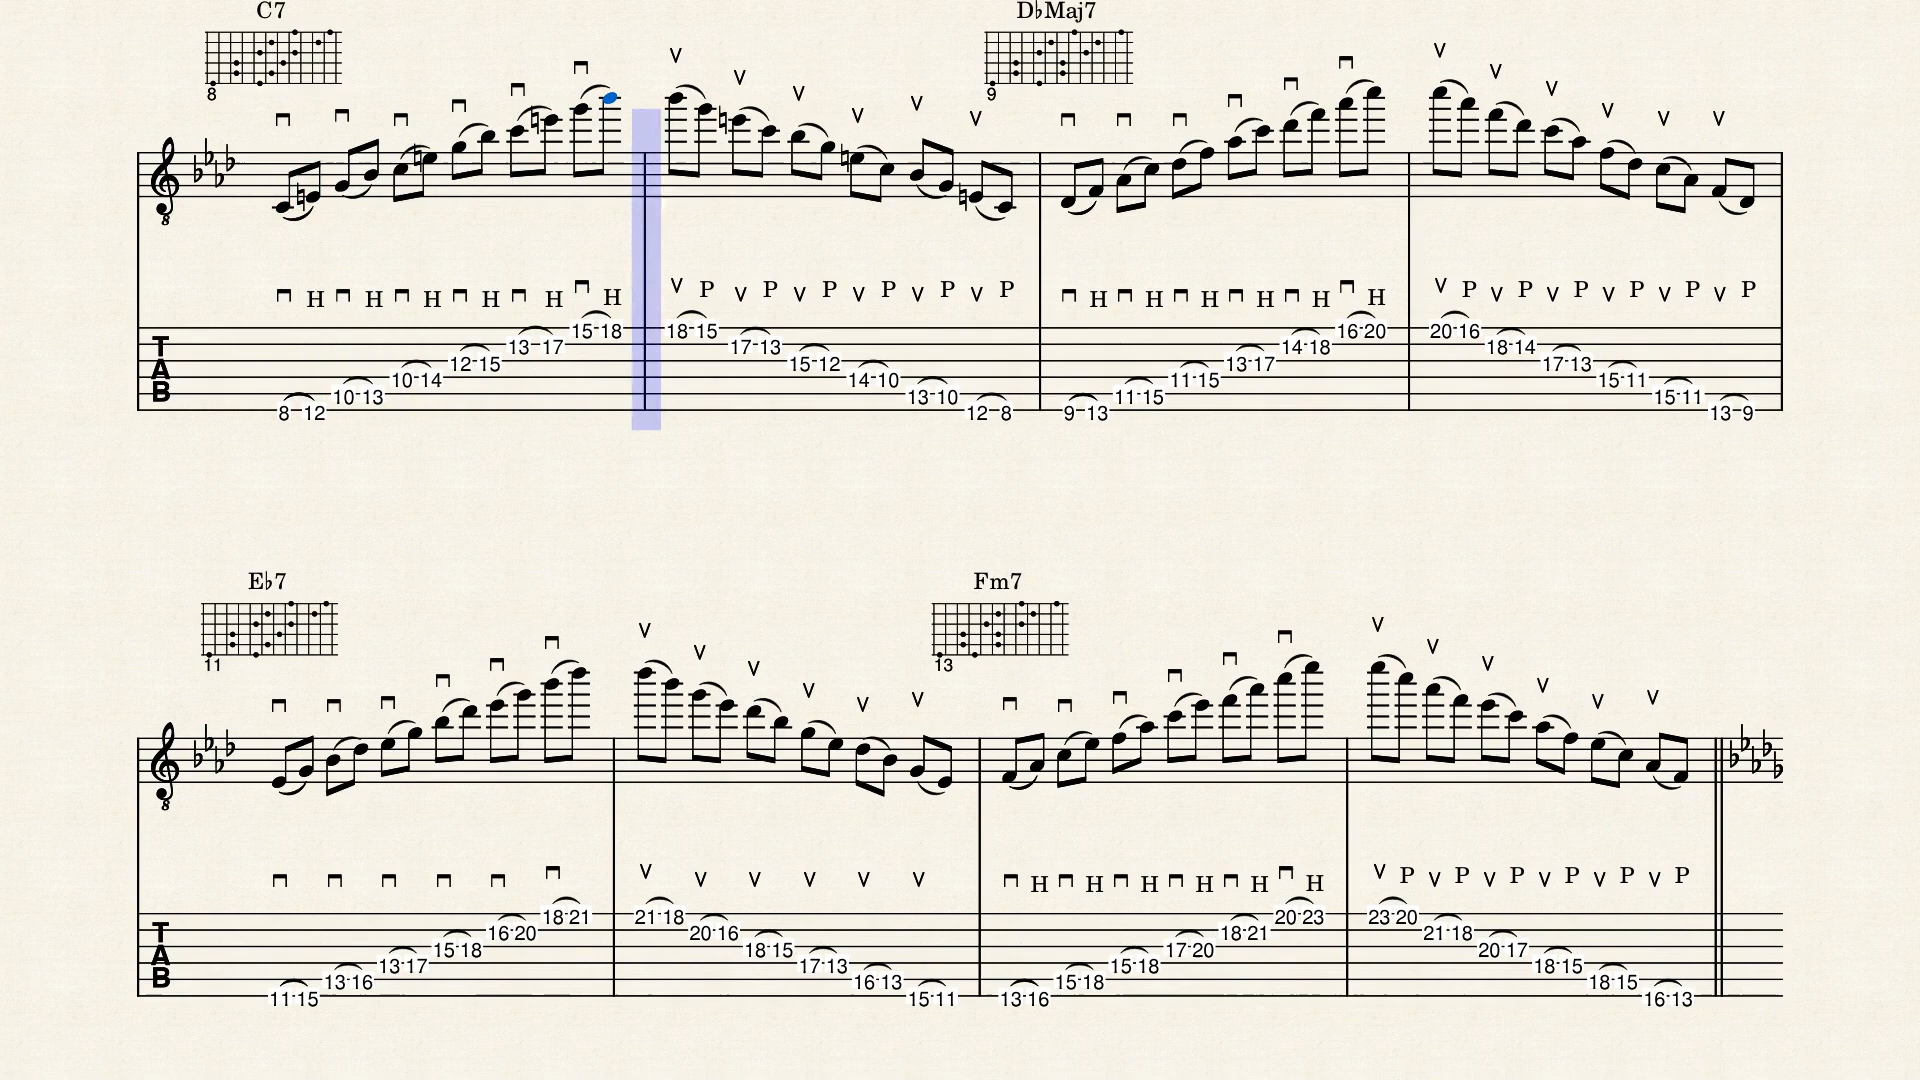 C7 D♭Maj7
8 9
H H H H H H P P P P P P H H H H H H P P P P P P
T
A
B
15-18 18-15 16-20 20-16
13-17 17-13 14-18 18-14
12-15 15-12 13-17 17-13
10-14 14-10 11-15 15-11
10-13 13-10 11-15 15-11
8-12 12-8 9-13 13-9
E♭7 Fm7
11 13
H H H H H H P P P P P P
T
A
B
18-21 21-18 20-23 23-20
16-20 20-16 18-21 21-18
15-18 18-15 17-20 20-17
13-17 17-13 15-18 18-15
13-16 16-13 15-18 18-15
11-15 15-11 13-16 16-13